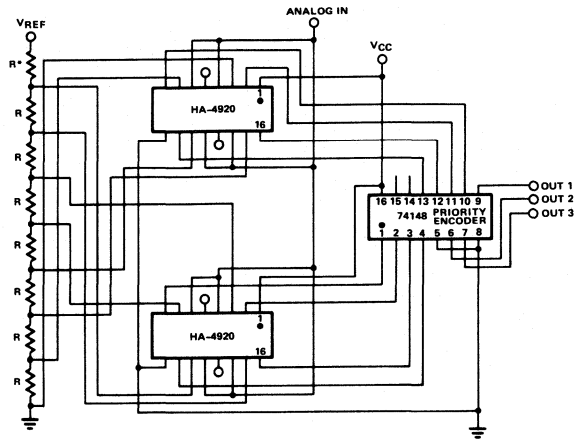 ANALOG IN
VREF
R*
VCC
1
HA-4920
16
R
R
R
R
R
R
R
16 15 14 13 12 11 10 9
74148 PRIORITY
ENCODER
1 2 3 4 5 6 7 8
OUT 1
OUT 2
OUT 3
1
HA-4920
16